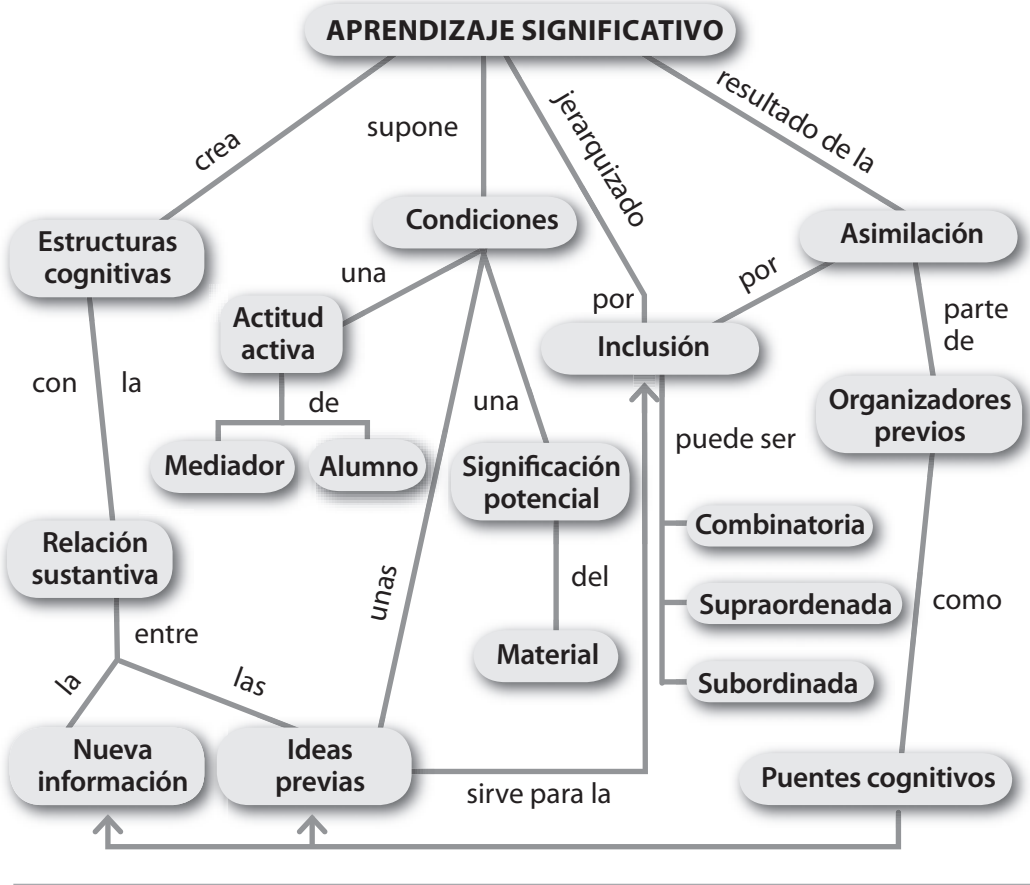 APRENDIZAJE SIGNIFICATIVO
crea
supone
jerarquizado
resultado de la
Estructuras
cognitivas
Condiciones
Asimilación
una
por
por
Actitud
activa
Inclusión
parte
de
con la
de
una
puede ser
Organizadores
previos
Mediador
Alumno
Significación
potencial
Combinatoria
Relación
sustantiva
unas
del
Supraordenada
como
entre
Material
Subordinada
la
las
Nueva
información
Ideas
previas
sirve para la
Puentes cognitivos